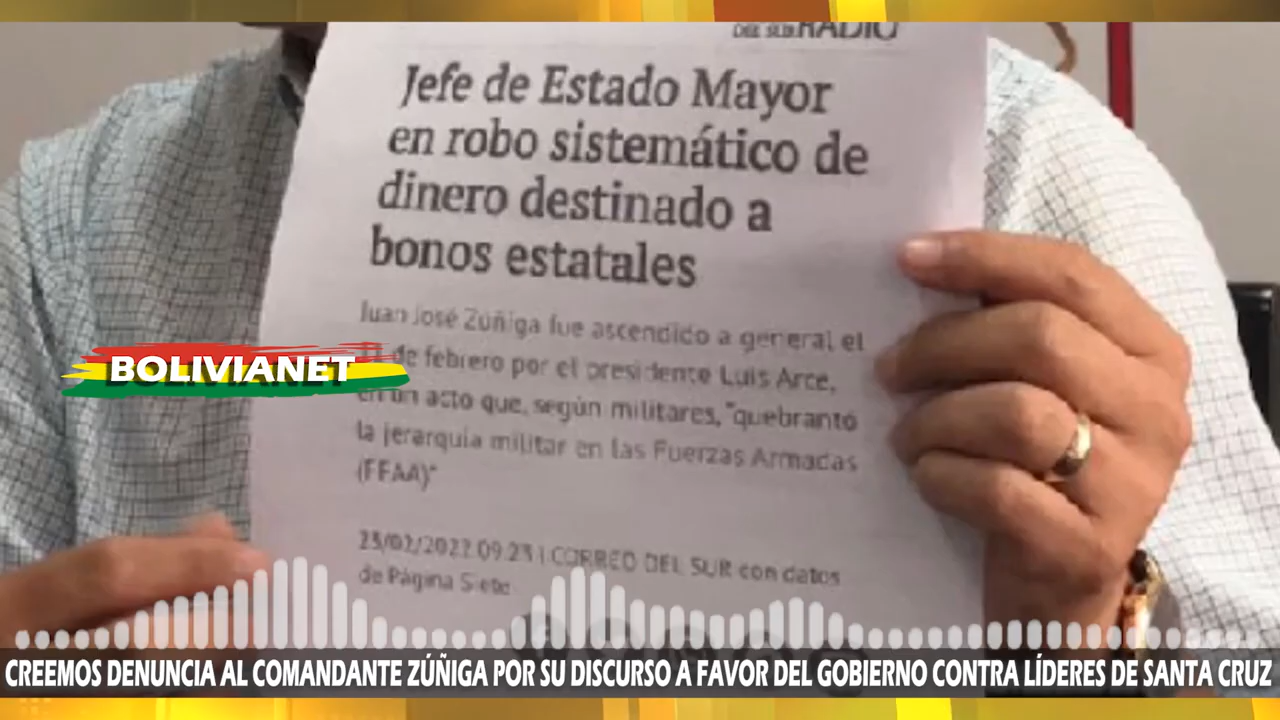 DEL SUR RADIO
Jefe de Estado Mayor
en robo sistemático de
dinero destinado a
bonos estatales
Juan José Zúñiga fue ascendido a general el
de febrero por el presidente Luis Arce,
en un acto que, según militares, "quebrantó
la jerarquía militar en las Fuerzas Armadas
(FFAA)"
BOLIVIANET
23/02/2022 09:23 | CORREO DEL SUR con datos
de Página Siete
CREEMOS DENUNCIA AL COMANDANTE ZÚÑIGA POR SU DISCURSO A FAVOR DEL GOBIERNO CONTRA LÍDERES DE SANTA CRUZ